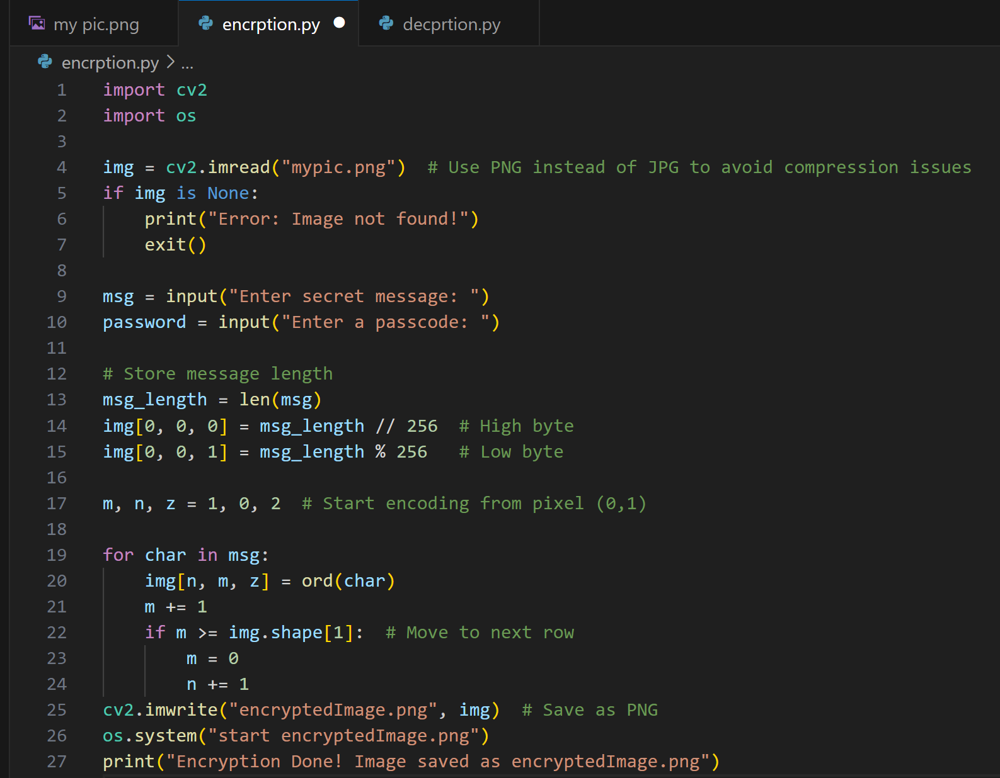 my pic.png
encrption.py
decprtion.py
encrption.py > ...
1 import cv2
2 import os
3
4 img = cv2.imread("mypic.png")  # Use PNG instead of JPG to avoid compression issues
5 if img is None:
6     print("Error: Image not found!")
7     exit()
8
9 msg = input("Enter secret message: ")
10 password = input("Enter a passcode: ")
11
12 # Store message length
13 msg_length = len(msg)
14 img[0, 0, 0] = msg_length // 256  # High byte
15 img[0, 0, 1] = msg_length % 256   # Low byte
16
17 m, n, z = 1, 0, 2  # Start encoding from pixel (0,1)
18
19 for char in msg:
20     img[n, m, z] = ord(char)
21     m += 1
22     if m >= img.shape[1]:  # Move to next row
23         m = 0
24         n += 1
25 cv2.imwrite("encryptedImage.png", img)  # Save as PNG
26 os.system("start encryptedImage.png")
27 print("Encryption Done! Image saved as encryptedImage.png")